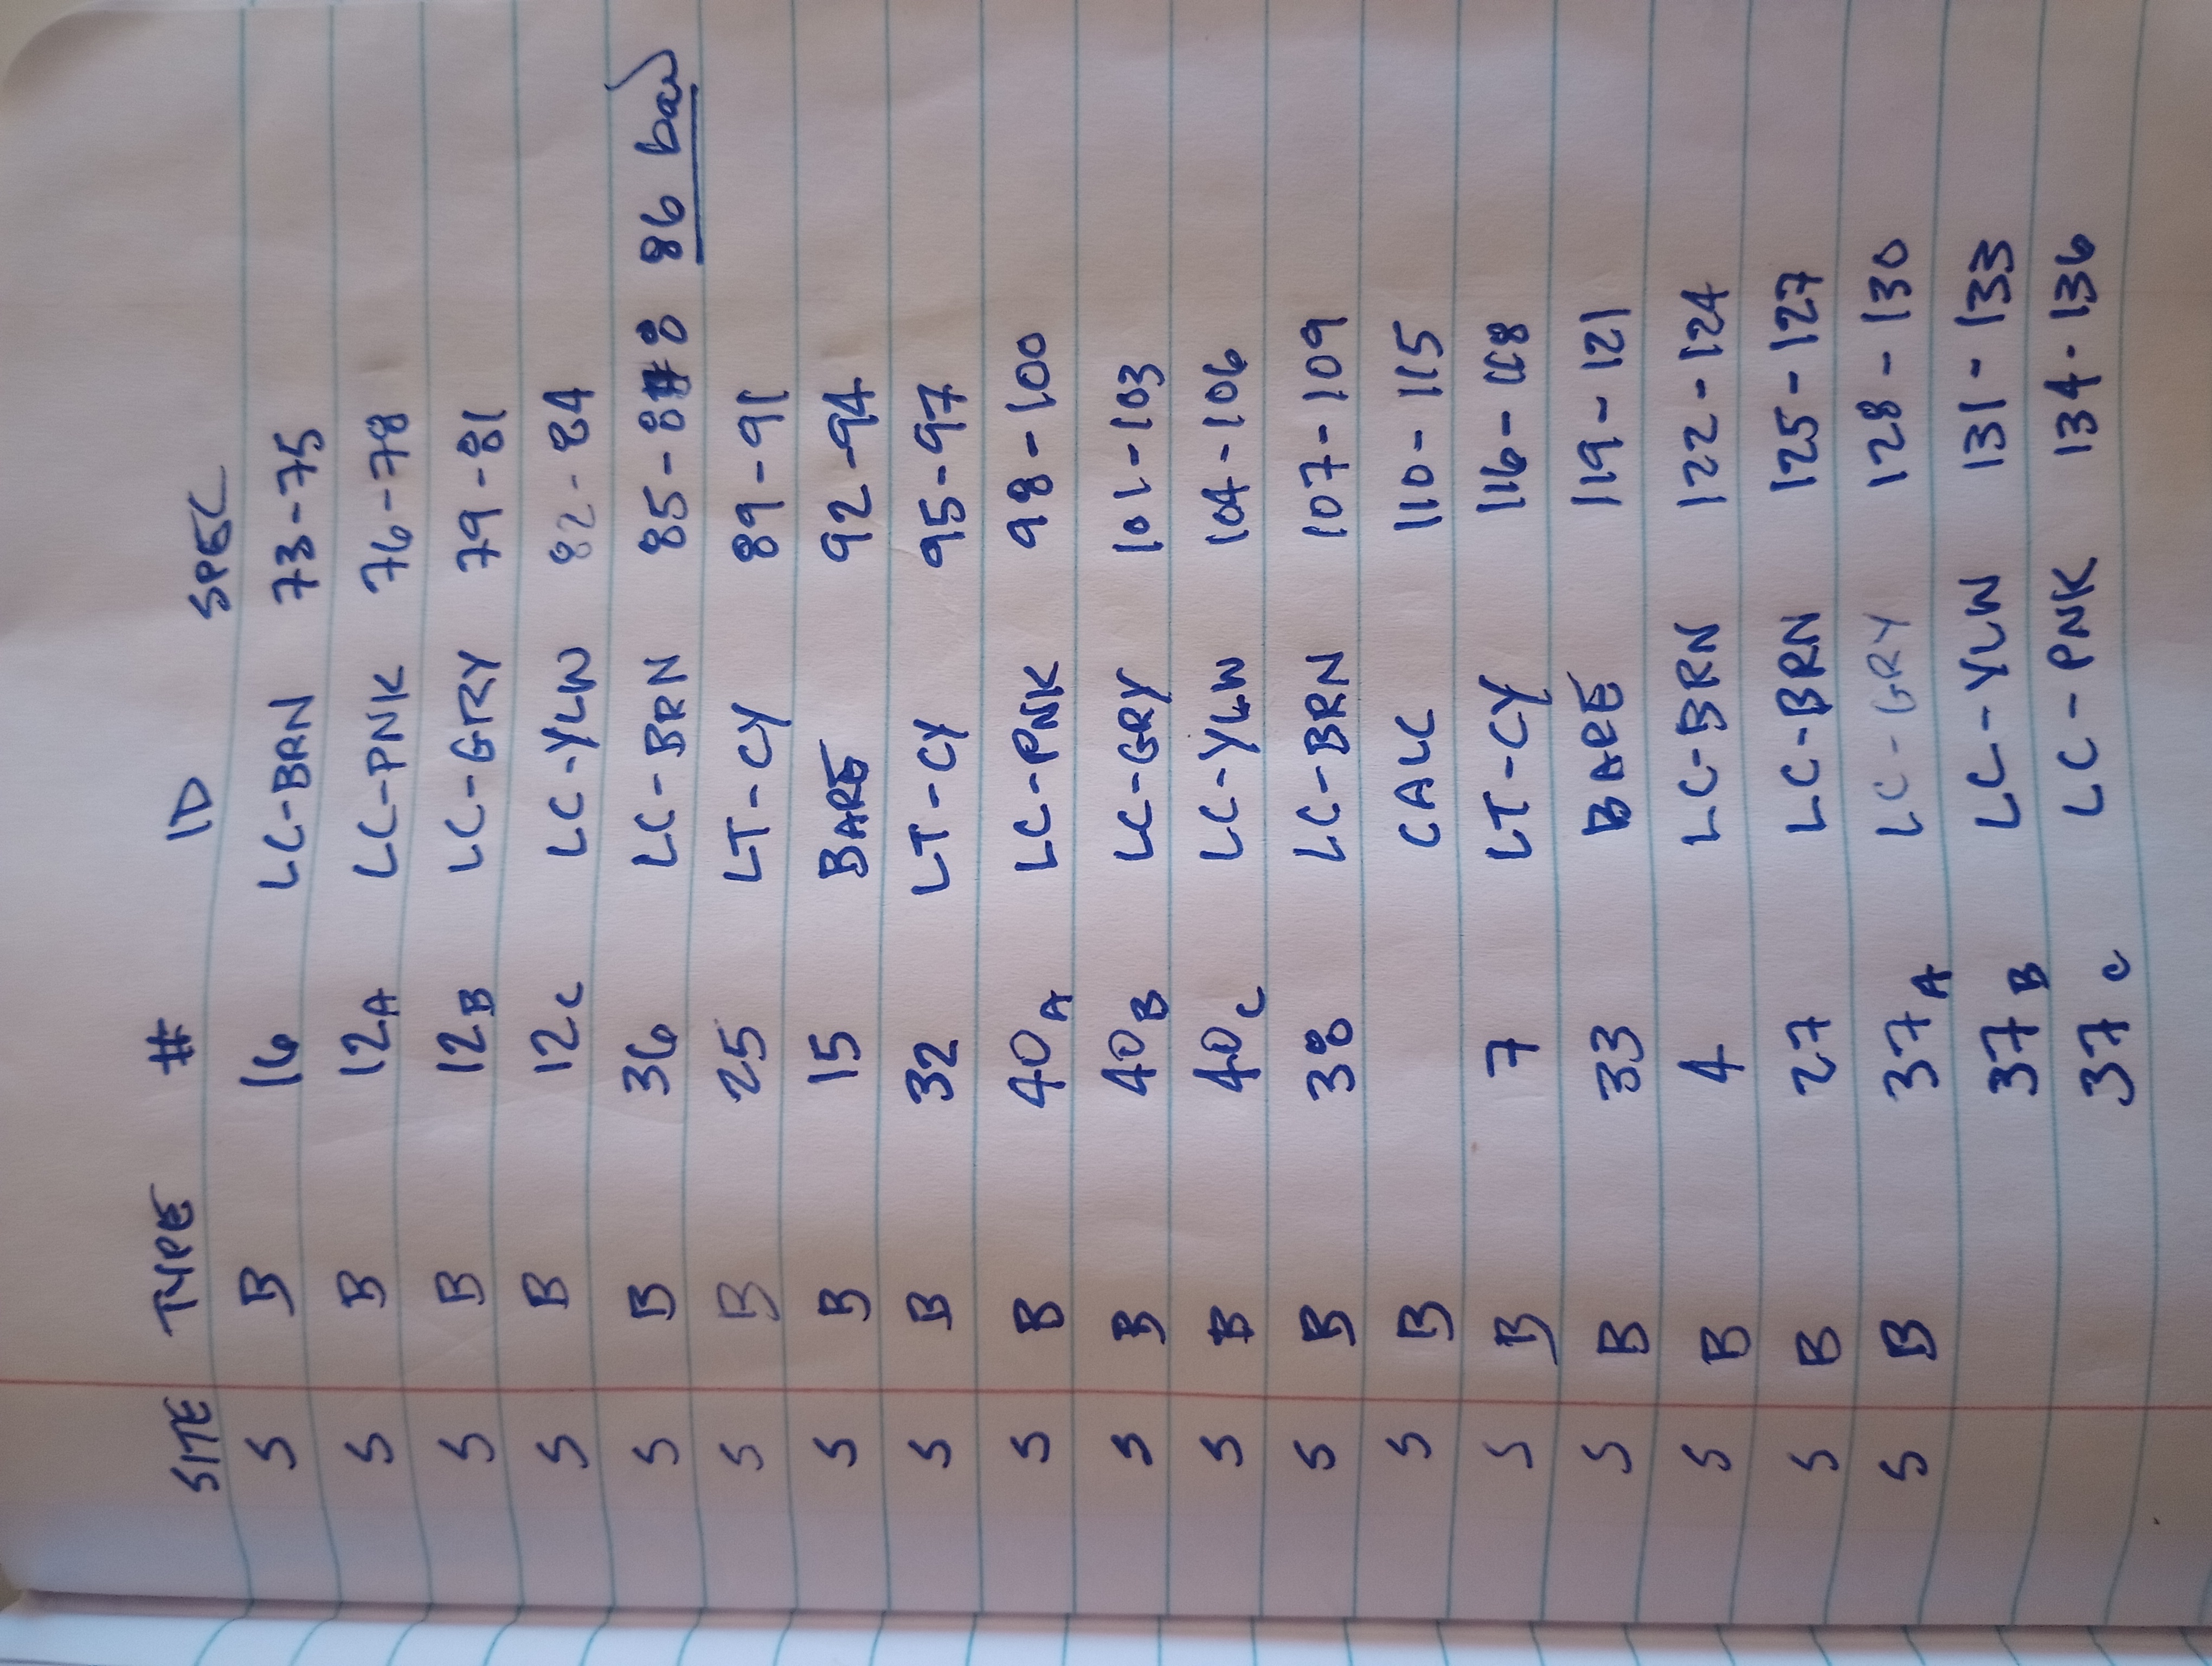 SITE TYPE # ID SPEC
S B 16 LC-BRN 73-75
S B 12A LC-PNK 76-78
S B 12B LC-GRY 79-81
S B 12C LC-YLW 82-84
S B 36 LC-BRN 85-88 86 bad
S B 25 LT-CY 89-91
S B 15 BARE 92-94
S B 32 LT-CY 95-97
S B 40A LC-PNK 98-100
S B 40B LC-GRY 101-103
S B 40C LC-YLW 104-106
S B 38 LC-BRN 107-109
S B CALC 110-115
S B 7 LT-CY 116-118
S B 33 BARE 119-121
S B 4 LC-BRN 122-124
S B 27 LC-BRN 125-127
S B 37A LC-GRY 128-130
37B LC-YLW 131-133
37C LC-PNK 134-136